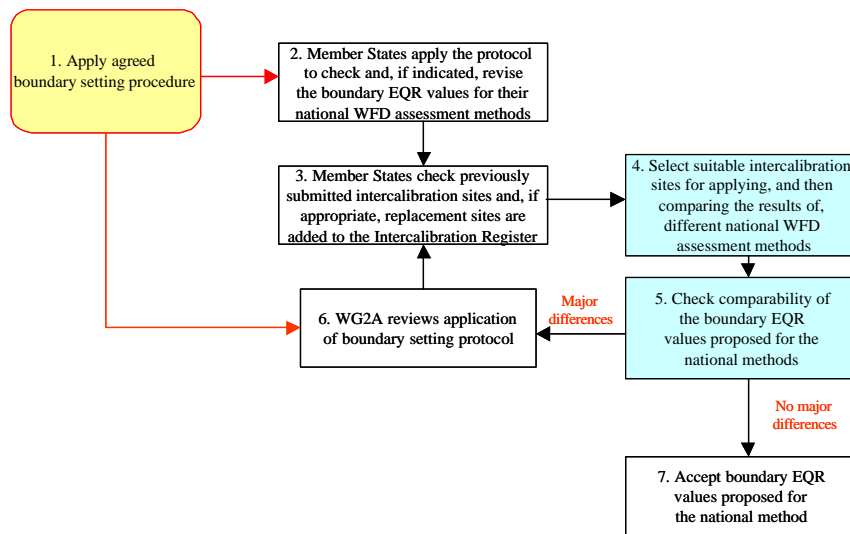 1. Apply agreed
boundary setting procedure
2. Member States apply the protocol
to check and, if indicated, revise
the boundary EQR values for their
national WFD assessment methods
3. Member States check previously
submitted intercalibration sites and, if
appropriate, replacement sites are
added to the Intercalibration Register
4. Select suitable intercalibration
sites for applying, and then
comparing the results of,
different national WFD
assessment methods
5. Check comparability of
the boundary EQR
values proposed for the
national methods
Major
differences
6. WG2A reviews application
of boundary setting protocol
No major
differences
7. Accept boundary EQR
values proposed for
the national method